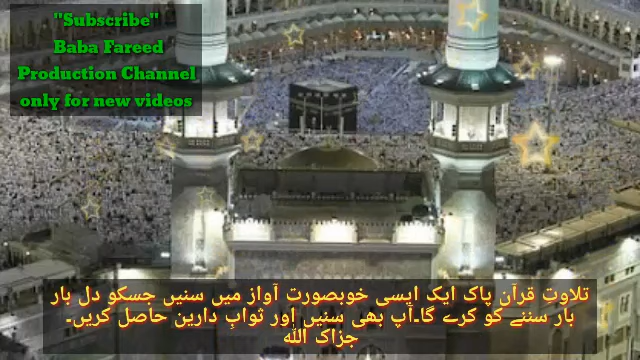 "Subscribe"
Baba Fareed
Production Channel
only for new videos
تلاوتِ قرآن پاک ایک ایسی خوبصورت آواز میں سنیں جسکو دل بار
بار سننے کو کرے گا۔آپ بھی سنیں اور ثوابِ دارین حاصل کریں۔
جزاک اللہ